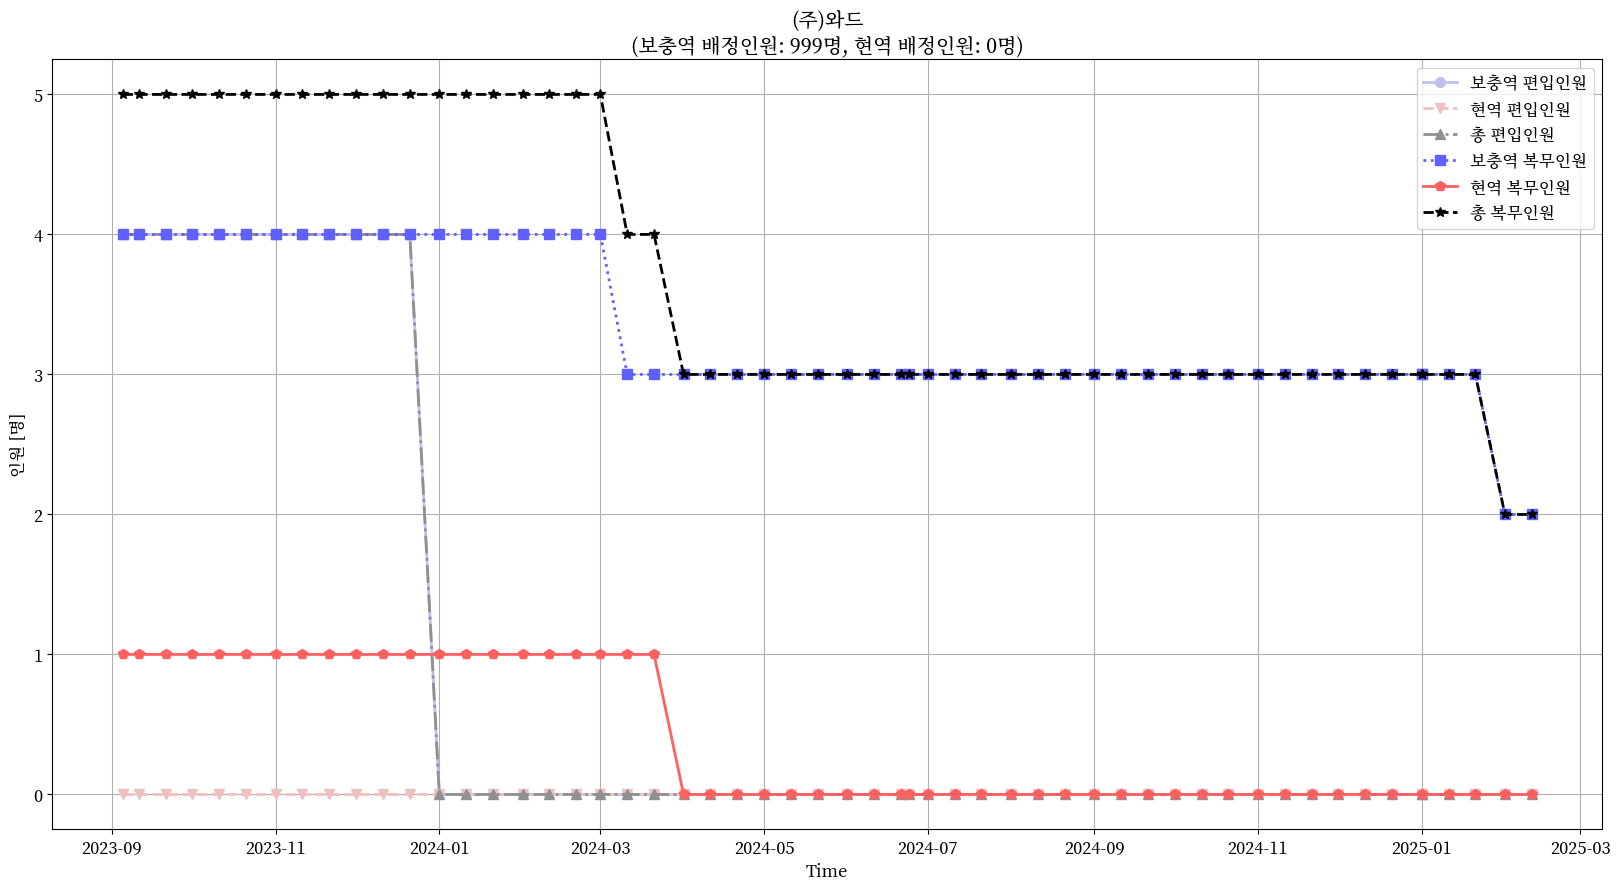 (주)와드
(보충역 배정인원: 999명, 현역 배정인원: 0명)
보충역 편입인원
현역 편입인원
총 편입인원
보충역 복무인원
현역 복무인원
총 복무인원
인원 [명]
5
4
3
2
1
0
2023-09 2023-11 2024-01 2024-03 2024-05 2024-07 2024-09 2024-11 2025-01 2025-03
Time